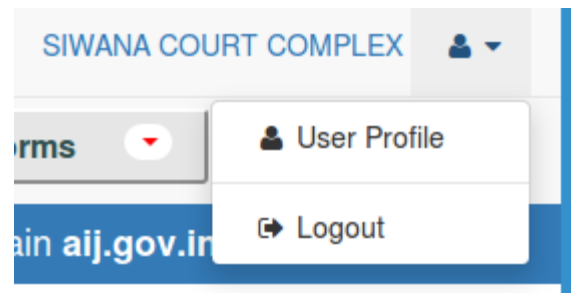 SIWANA COURT COMPLEX
rms
User Profile
ain aij.gov.in
Logout